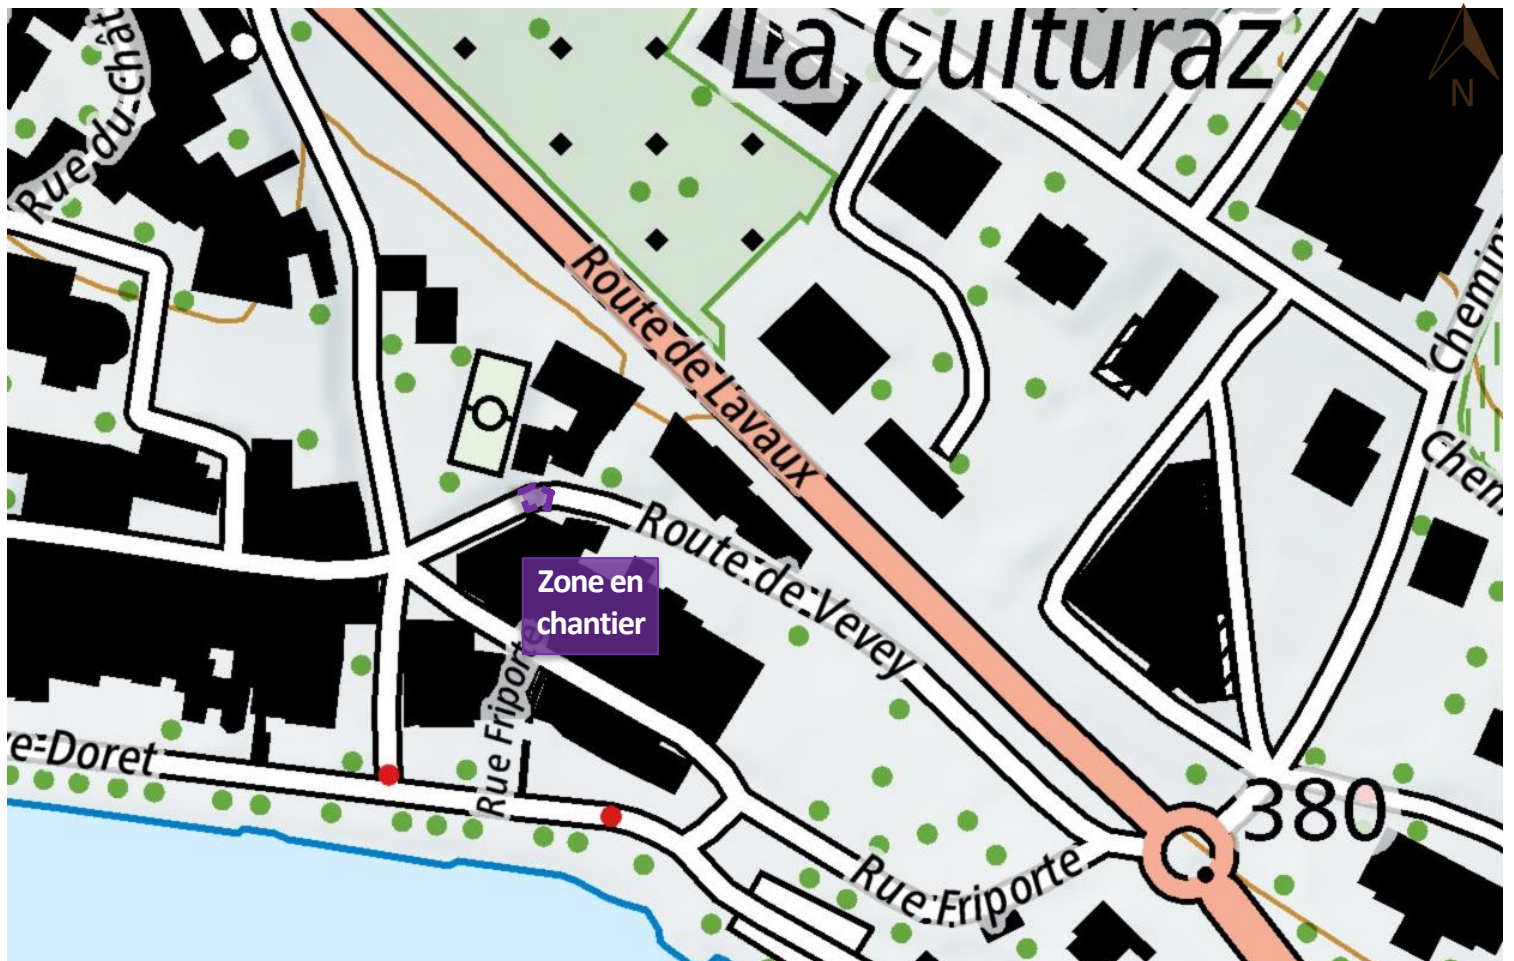 La Culturaz
N
Rue du Chât
Route de Lavaux
Chemin
Chem
Route de Vevey
Zone en
chantier
Rue Friporte
e-Doret
380
Rue Friporte